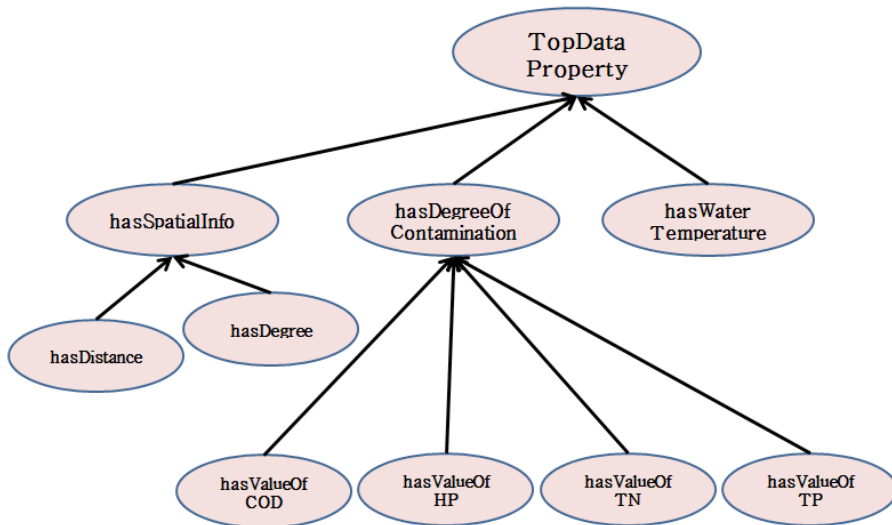 TopData
Property
hasSpatialInfo
hasDegreeOf
Contamination
hasWater
Temperature
hasDistance
hasDegree
hasValueOf
COD
hasValueOf
HP
hasValueOf
TN
hasValueOf
TP